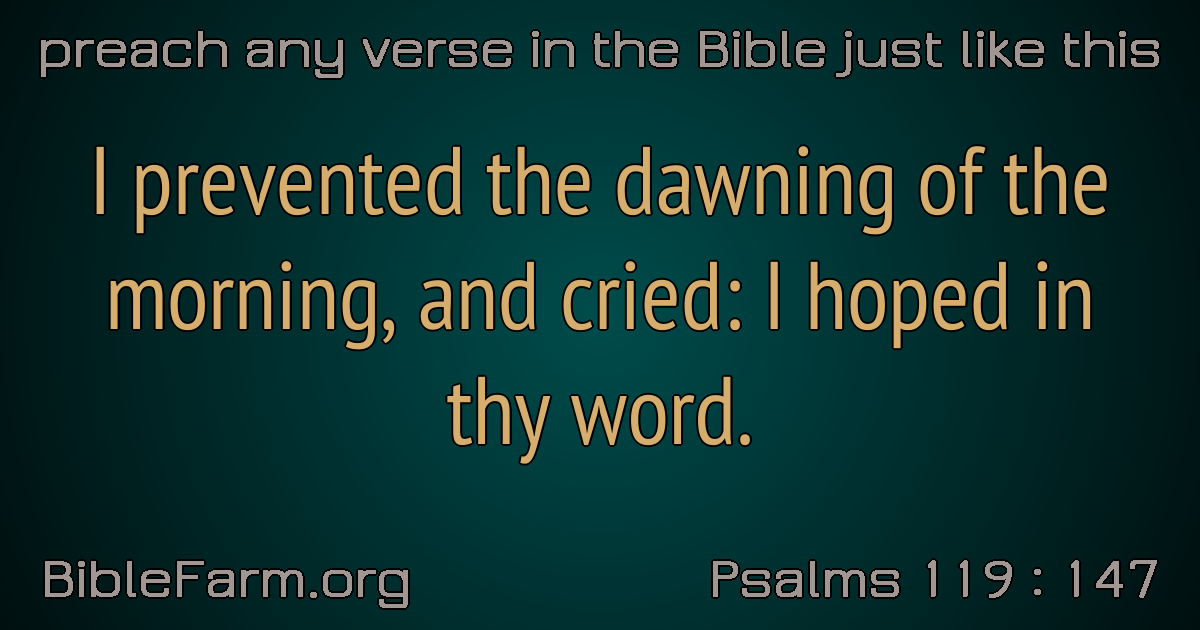 preach any verse in the Bible just like this
I prevented the dawning of the
morning, and cried: I hoped in
thy word.
BibleFarm.org
Psalms 119 : 147